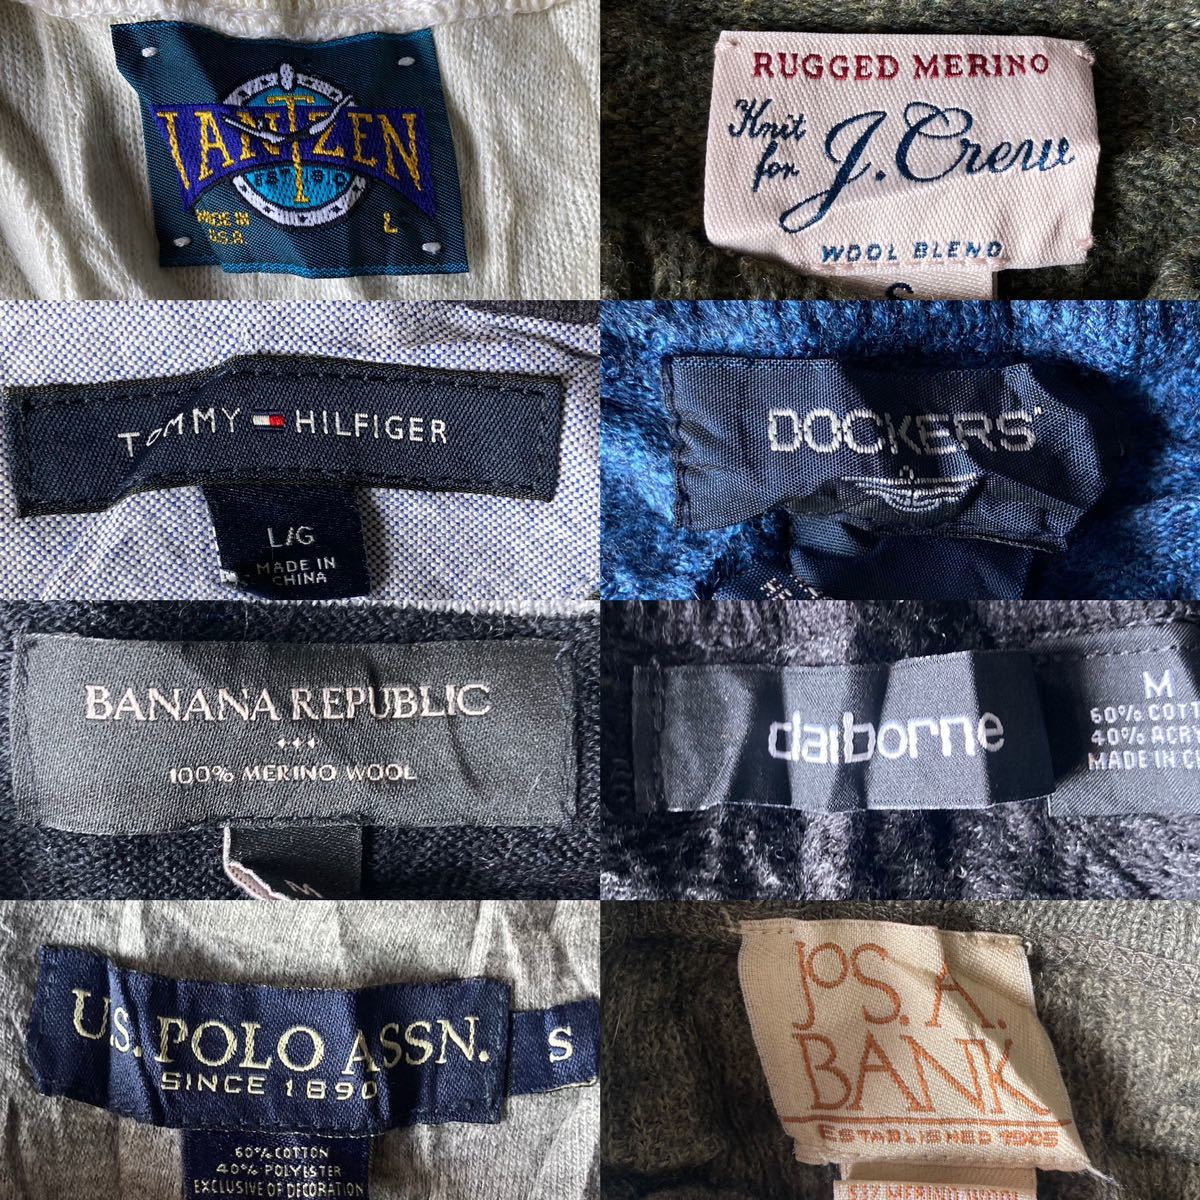 JANTZEN
EST 1910
MADE IN
U.S.A.
L
RUGGED MERINO
Knit
for J.Crew
WOOL BLEND
S
TOMMY HILFIGER
L/G
MADE IN
CHINA
DOCKERS
BANANA REPUBLIC
100% MERINO WOOL
M
claiborne
M
60% COTT
40% ACRY
MADE IN CH
U.S. POLO ASSN.
SINCE 1890
S
60% COTTON
40% POLYESTER
EXCLUSIVE OF DECORATION
JOS. A.
BANK
ESTABLISHED 1905
MERINO WOOL